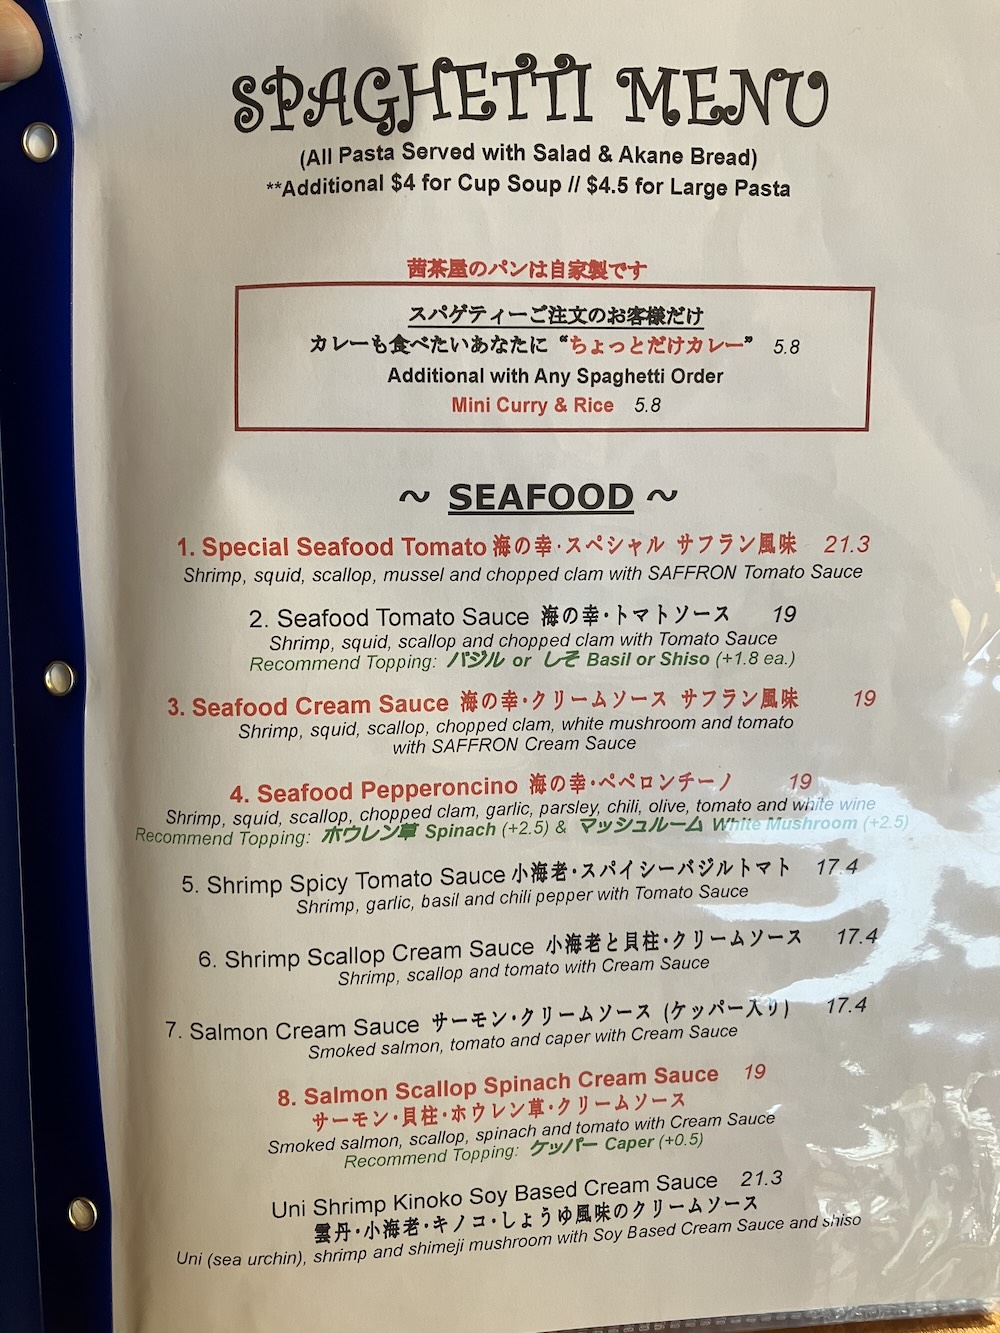 SPAGHETTI MENU
(All Pasta Served with Salad & Akane Bread)
**Additional $4 for Cup Soup // $4.5 for Large Pasta
茜茶屋のパンは自家製です
スパゲティーご注文のお客様だけ
カレーも食べたいあなたに “ちょっとだけカレー” 5.8
Additional with Any Spaghetti Order
Mini Curry & Rice 5.8
~ SEAFOOD ~
1. Special Seafood Tomato 海の幸･スペシャル サフラン風味 21.3
Shrimp, squid, scallop, mussel and chopped clam with SAFFRON Tomato Sauce
2. Seafood Tomato Sauce 海の幸･トマトソース 19
Shrimp, squid, scallop and chopped clam with Tomato Sauce
Recommend Topping: バジル or しそ Basil or Shiso (+1.8 ea.)
3. Seafood Cream Sauce 海の幸･クリームソース サフラン風味 19
Shrimp, squid, scallop, chopped clam, white mushroom and tomato
with SAFFRON Cream Sauce
4. Seafood Pepperoncino 海の幸･ペペロンチーノ 19
Shrimp, squid, scallop, chopped clam, garlic, parsley, chili, olive, tomato and white wine
Recommend Topping: ホウレン草 Spinach (+2.5) & マッシュルーム White Mushroom (+2.5)
5. Shrimp Spicy Tomato Sauce 小海老･スパイシーバジルトマト 17.4
Shrimp, garlic, basil and chili pepper with Tomato Sauce
6. Shrimp Scallop Cream Sauce 小海老と貝柱･クリームソース 17.4
Shrimp, scallop and tomato with Cream Sauce
7. Salmon Cream Sauce サーモン･クリームソース (ケッパー入り) 17.4
Smoked salmon, tomato and caper with Cream Sauce
8. Salmon Scallop Spinach Cream Sauce 19
サーモン･貝柱･ホウレン草･クリームソース
Smoked salmon, scallop, spinach and tomato with Cream Sauce
Recommend Topping: ケッパー Caper (+0.5)
Uni Shrimp Kinoko Soy Based Cream Sauce 21.3
雲丹･小海老･キノコ･しょうゆ風味のクリームソース
Uni (sea urchin), shrimp and shimeji mushroom with Soy Based Cream Sauce and shiso